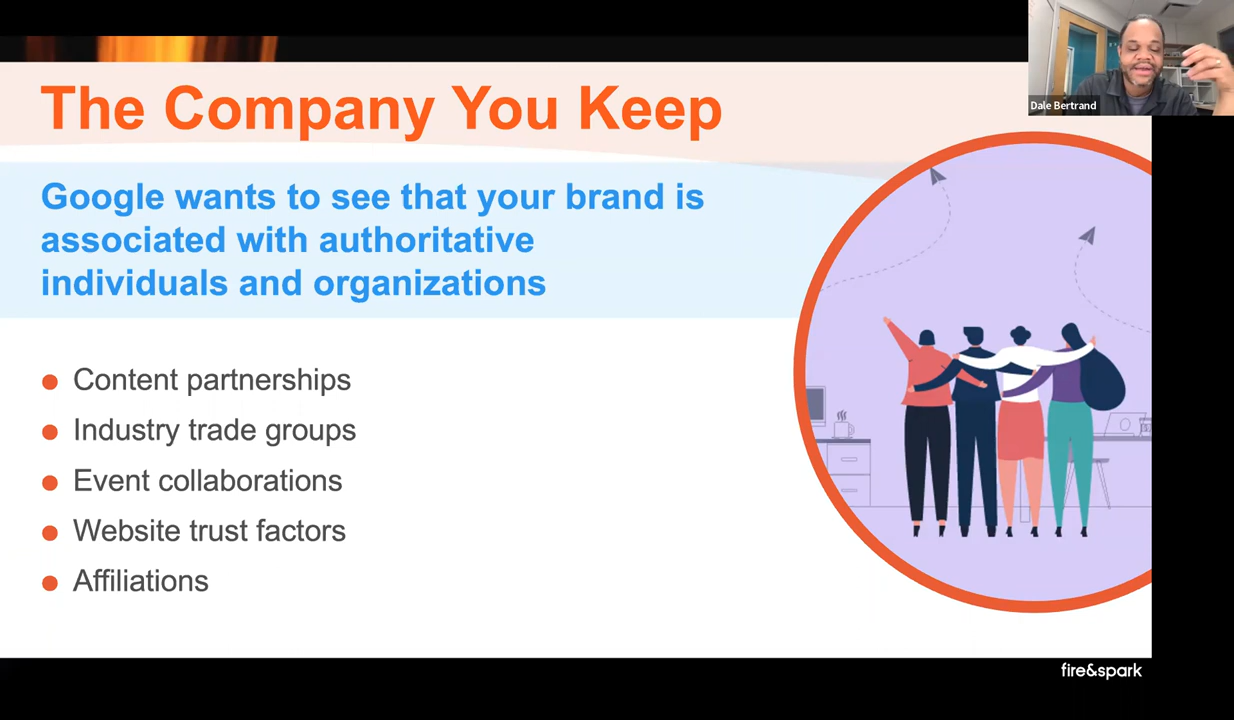 The Company You Keep
Dale Bertrand
Google wants to see that your brand is
associated with authoritative
individuals and organizations
Content partnerships
Industry trade groups
Event collaborations
Website trust factors
Affiliations
fire&spark